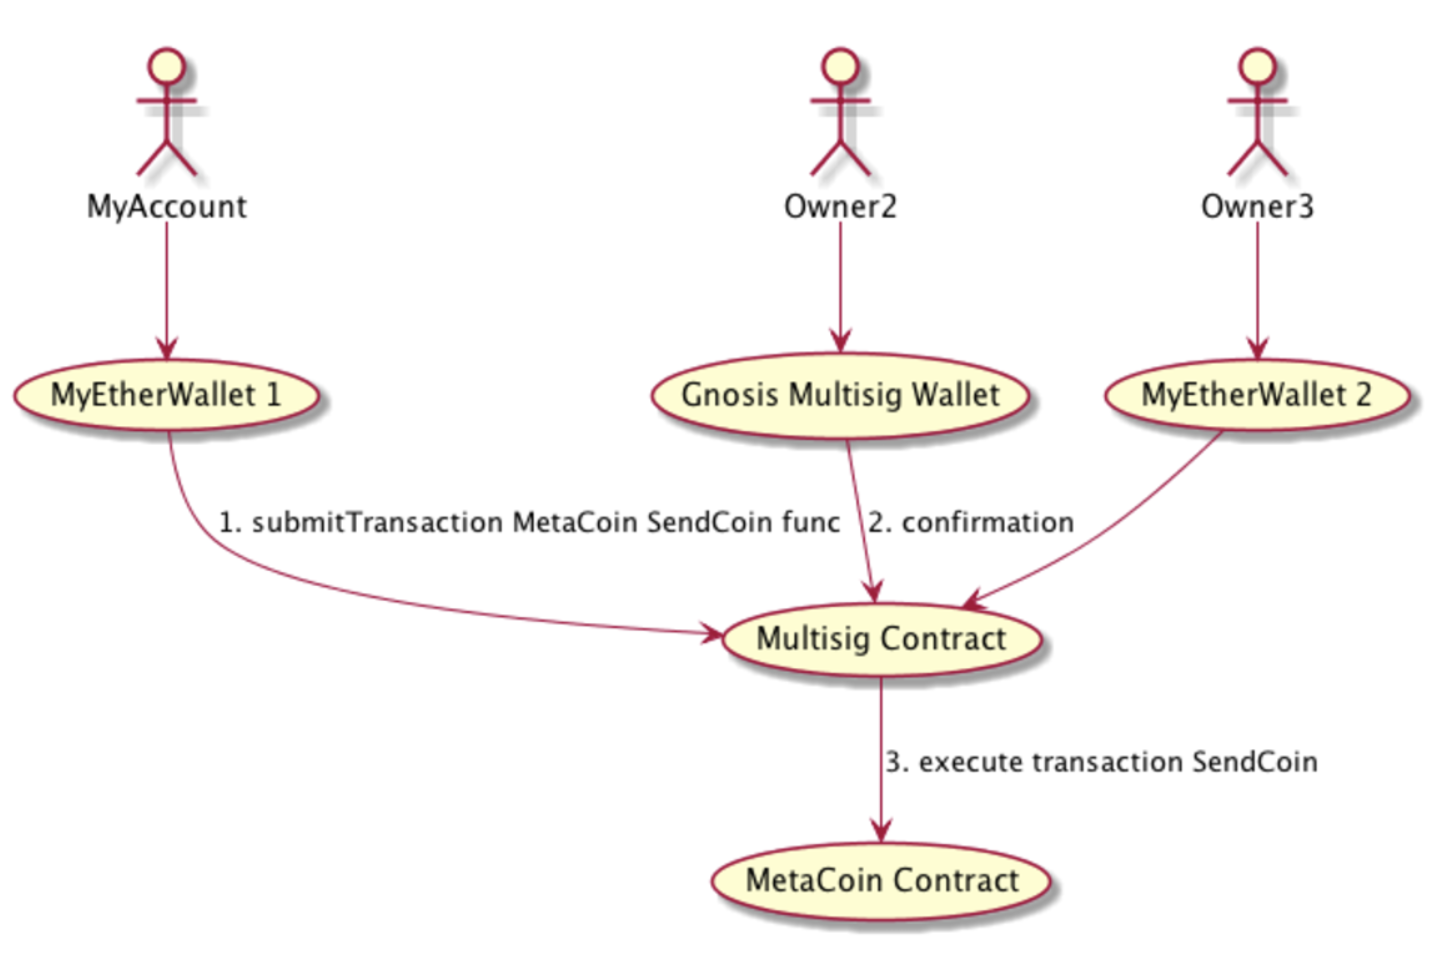 MyAccount
Owner2
Owner3
MyEtherWallet 1
Gnosis Multisig Wallet
MyEtherWallet 2
1. submitTransaction MetaCoin SendCoin func
2. confirmation
Multisig Contract
3. execute transaction SendCoin
MetaCoin Contract